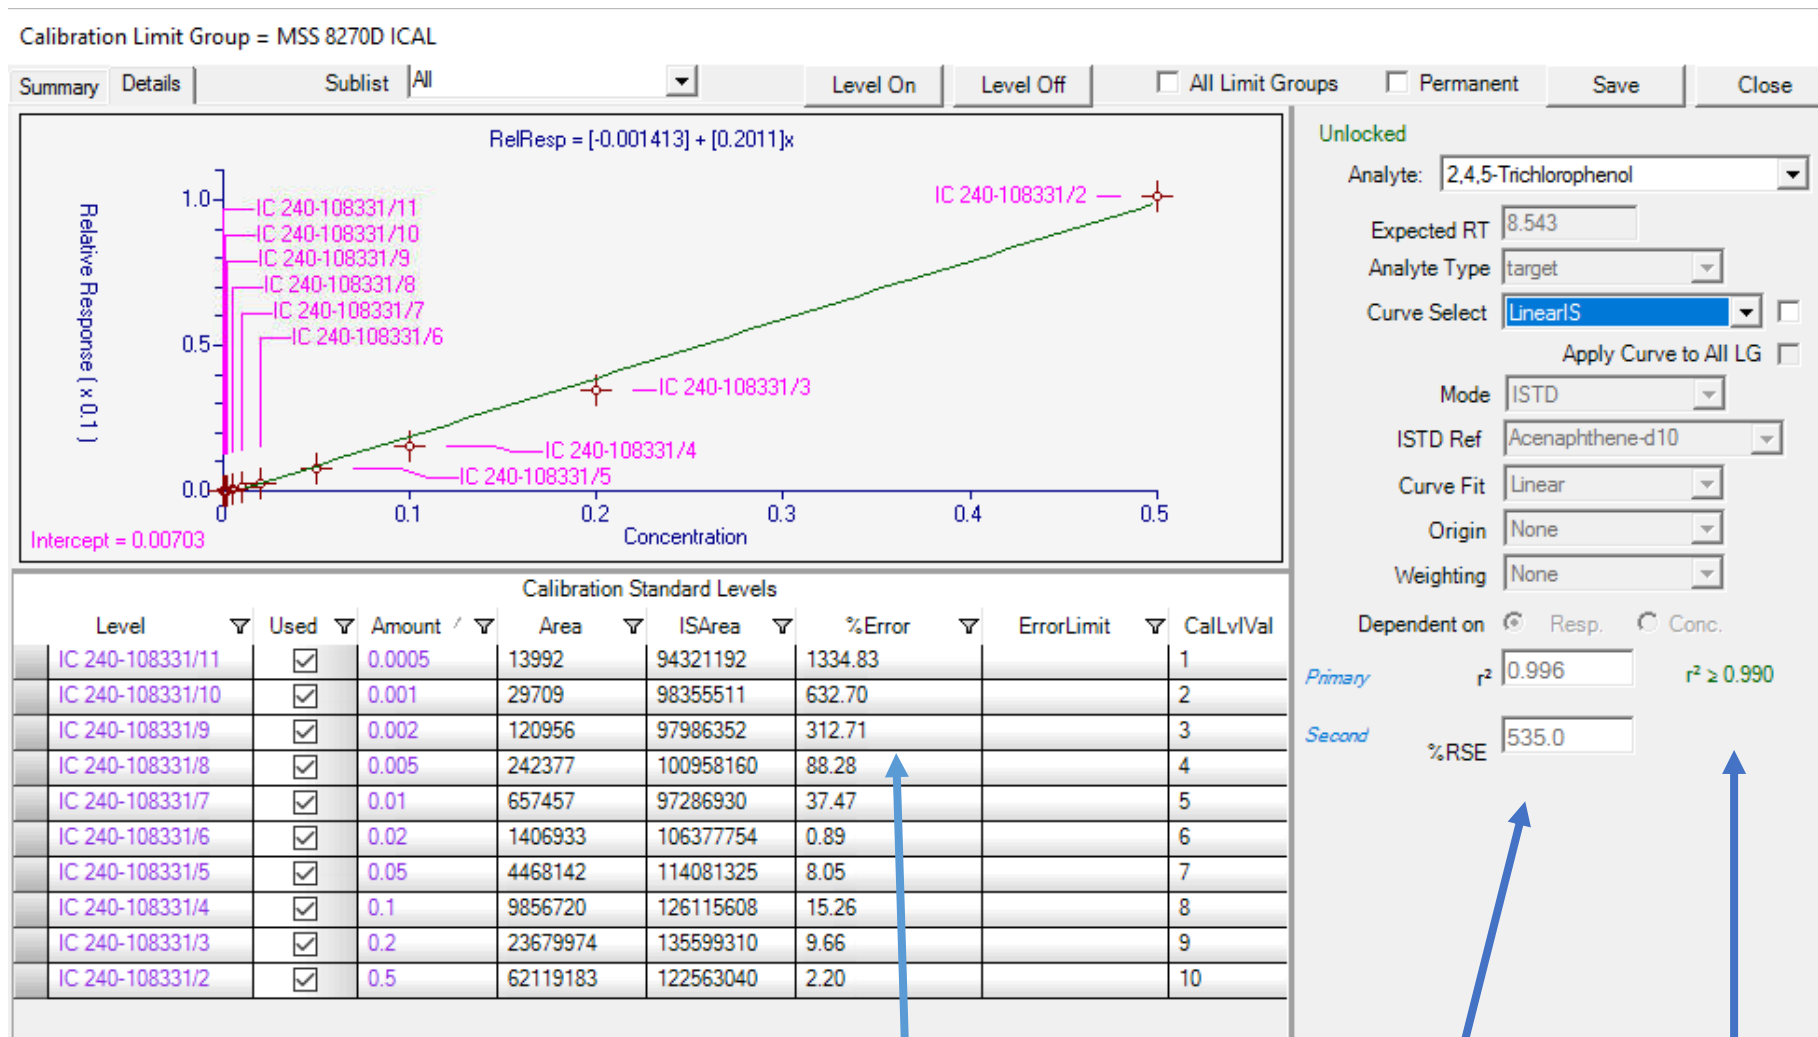 Calibration Limit Group = MSS 8270D ICAL
Summary Details Sublist All Level On Level Off All Limit Groups Permanent Save Close
RelResp = [-0.001413] + [0.2011]x
Relative Response ( x 0.1 )
1.0
0.5
0.0
IC 240-108331/11
IC 240-108331/10
IC 240-108331/9
IC 240-108331/8
IC 240-108331/7
IC 240-108331/6
IC 240-108331/2
IC 240-108331/3
IC 240-108331/4
IC 240-108331/5
0 0.1 0.2 0.3 0.4 0.5
Intercept = 0.00703
Concentration
Unlocked
Analyte: 2,4,5-Trichlorophenol
Expected RT 8.543
Analyte Type target
Curve Select LinearIS
Apply Curve to All LG
Mode ISTD
ISTD Ref Acenaphthene-d10
Curve Fit Linear
Origin None
Weighting None
Dependent on Resp. Conc.
Primary r² 0.996 r² ≥ 0.990
Second %RSE 535.0
Calibration Standard Levels
Level Used Amount Area ISArea %Error ErrorLimit CalLvlVal
IC 240-108331/11 0.0005 13992 94321192 1334.83 1
IC 240-108331/10 0.001 29709 98355511 632.70 2
IC 240-108331/9 0.002 120956 97986352 312.71 3
IC 240-108331/8 0.005 242377 100958160 88.28 4
IC 240-108331/7 0.01 657457 97286930 37.47 5
IC 240-108331/6 0.02 1406933 106377754 0.89 6
IC 240-108331/5 0.05 4468142 114081325 8.05 7
IC 240-108331/4 0.1 9856720 126115608 15.26 8
IC 240-108331/3 0.2 23679974 135599310 9.66 9
IC 240-108331/2 0.5 62119183 122563040 2.20 10